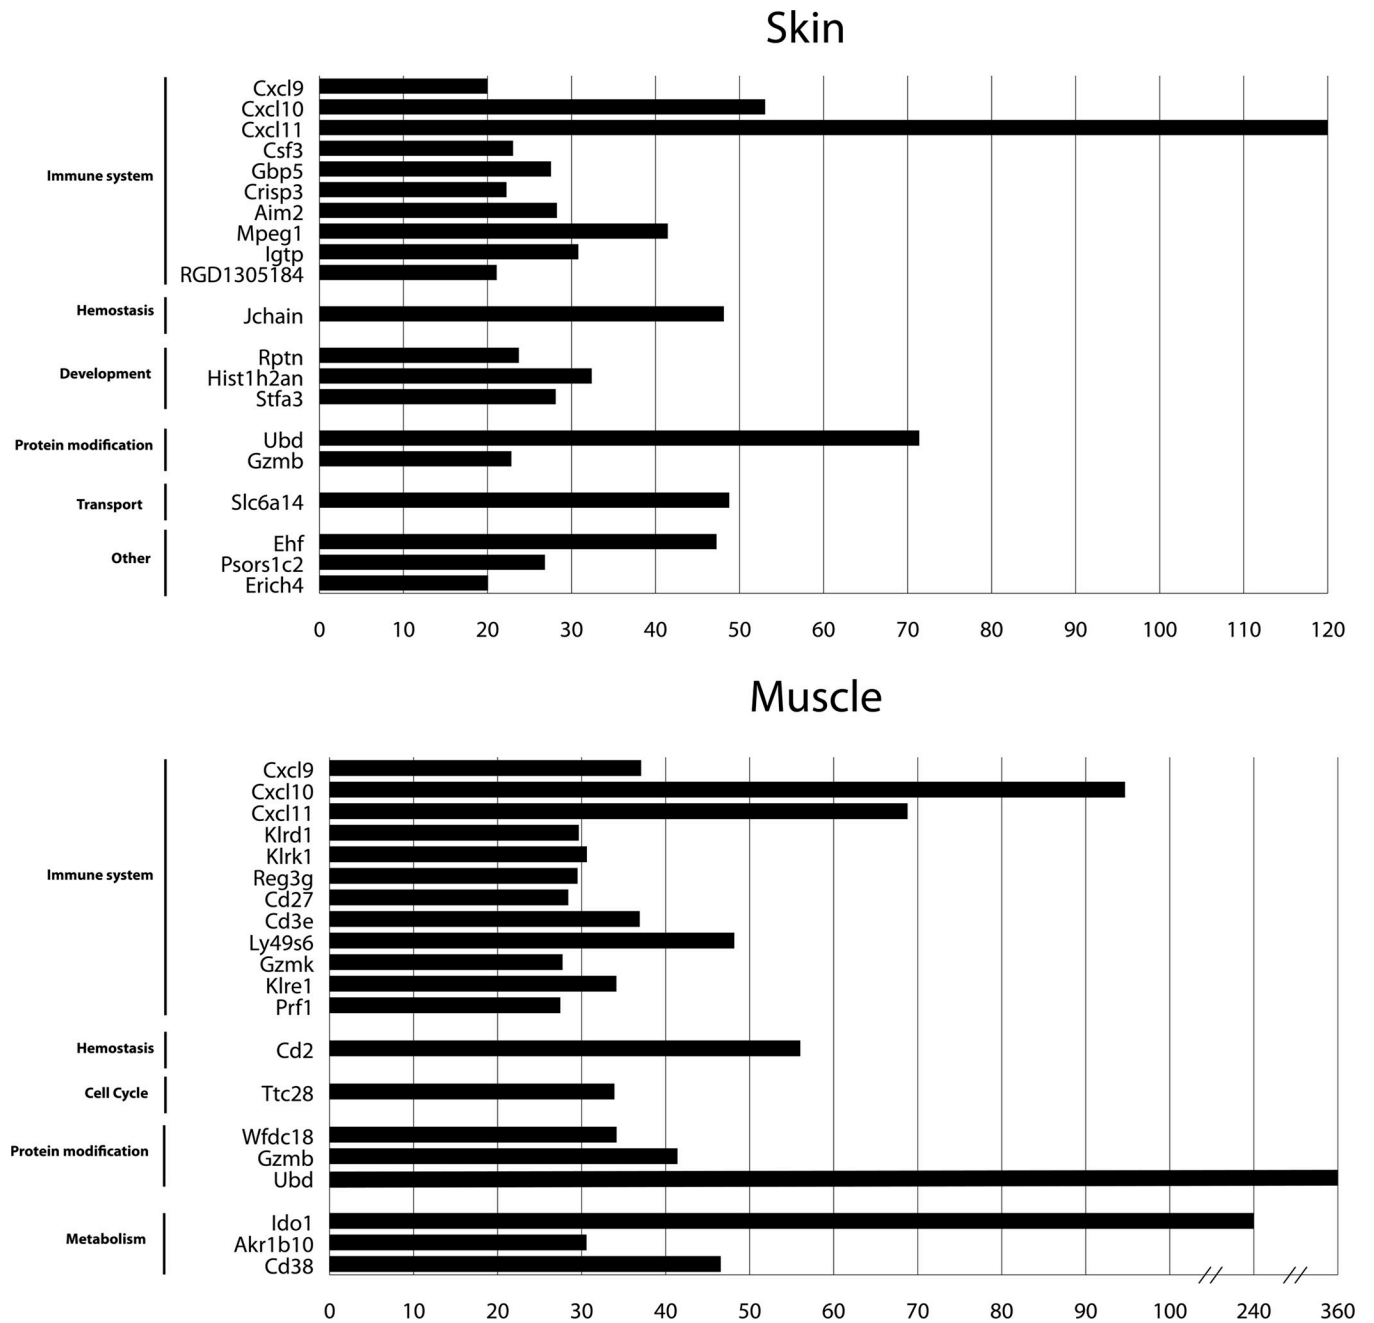 Skin
Immune system
Cxcl9
Cxcl10
Cxcl11
Csf3
Gbp5
Crisp3
Aim2
Mpeg1
Igtp
RGD1305184
Hemostasis
Jchain
Development
Rptn
Hist1h2an
Stfa3
Protein modification
Ubd
Gzmb
Transport
Slc6a14
Other
Ehf
Psors1c2
Erich4
0 10 20 30 40 50 60 70 80 90 100 110 120
Muscle
Immune system
Cxcl9
Cxcl10
Cxcl11
Klrd1
Klrk1
Reg3g
Cd27
Cd3e
Ly49s6
Gzmk
Klre1
Prf1
Hemostasis
Cd2
Cell Cycle
Ttc28
Protein modification
Wfdc18
Gzmb
Ubd
Metabolism
Ido1
Akr1b10
Cd38
0 10 20 30 40 50 60 70 80 90 100 240 360